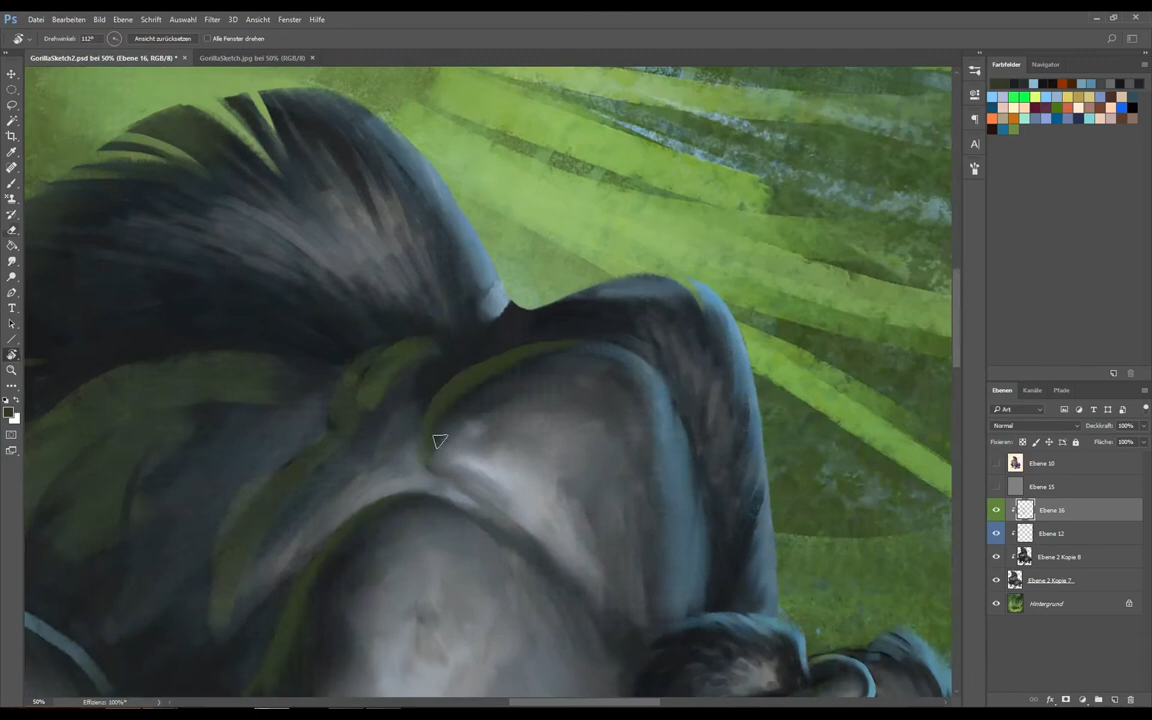 Ps Datei Bearbeiten Ebene Bild Schrift Auswahl Filter 3D Ansicht Fenster Hilfe
Drehwinkel: 112° Ansicht zurücksetzen Alle Fenster drehen
GorillaSketch2.psd bei 50% (Ebene 16, RGB/8) * × GorillaSketch.jpg bei 50% (RGB/8) ×
Farbfelder Navigator
Ebenen Kanäle Pfade
Art
Normal Deckkraft: 100%
Fixieren: Fläche: 100%
Ebene 10
Ebene 15
Ebene 16
Ebene 12
Ebene 2 Kopie 8
Ebene 2 Kopie 7
Hintergrund
50% Effizienz: 100%*